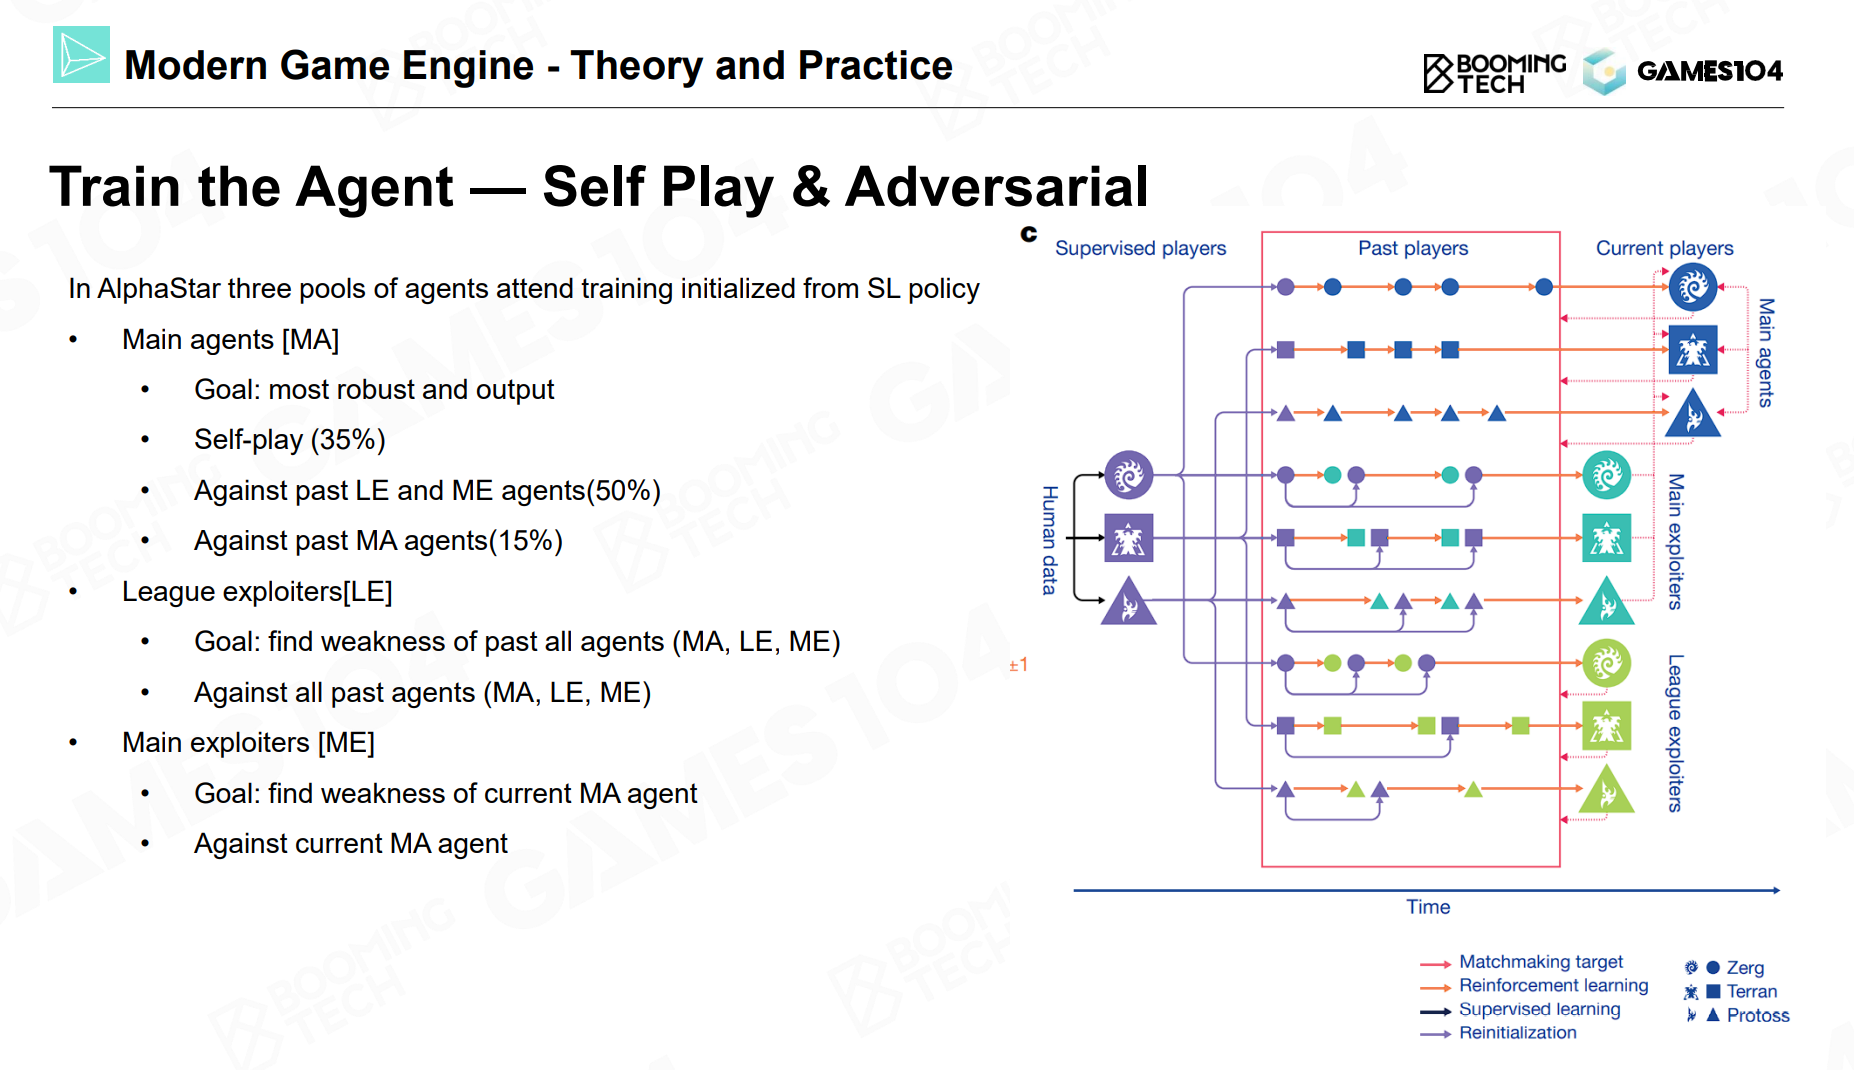 Modern Game Engine - Theory and Practice
BOOMING
TECH
GAMES104
Train the Agent — Self Play & Adversarial
In AlphaStar three pools of agents attend training initialized from SL policy
• Main agents [MA]
• Goal: most robust and output
• Self-play (35%)
• Against past LE and ME agents(50%)
• Against past MA agents(15%)
• League exploiters[LE]
• Goal: find weakness of past all agents (MA, LE, ME)
• Against all past agents (MA, LE, ME)
• Main exploiters [ME]
• Goal: find weakness of current MA agent
• Against current MA agent
c
Supervised players
Past players
Current players
Human data
Main agents
Main exploiters
League exploiters
±1
Time
Matchmaking target
Reinforcement learning
Supervised learning
Reinitialization
Zerg
Terran
Protoss